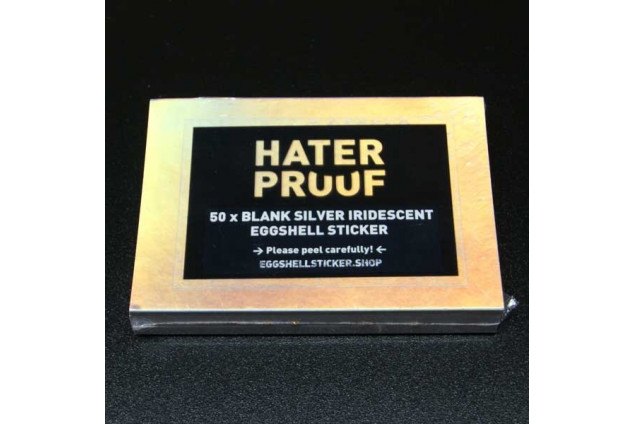 HATER
PRUUF
50 x BLANK SILVER IRIDESCENT
EGGSHELL STICKER
→ Please peel carefully! ←
EGGSHELLSTICKER.SHOP